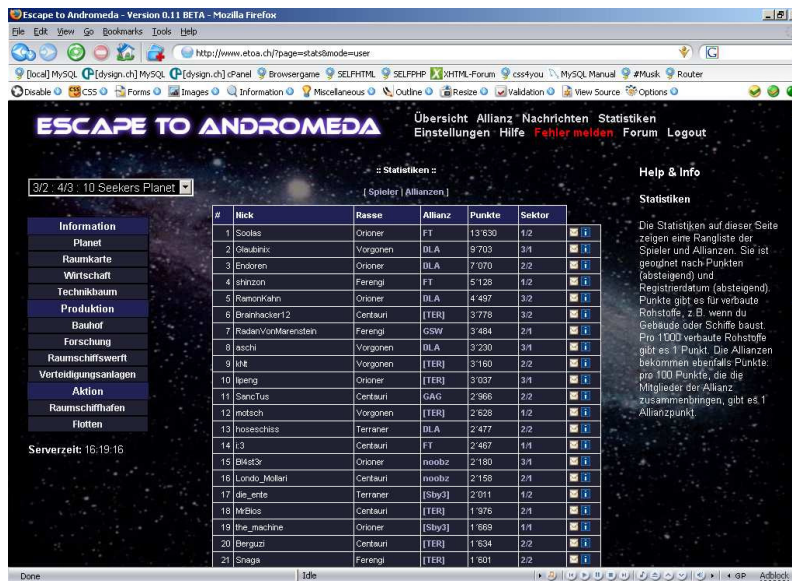 Escape to Andromeda - Version 0.11 BETA - Mozilla Firefox
File Edit View Go Bookmarks Tools Help
http://www.etoa.ch/?page=stats&mode=user
[local] MySQL [dysign.ch] MySQL [dysign.ch] cPanel Browsergame SELFHTML SELFPHP XHTML-Forum css4you MySQL Manual #Musik Router
Disable CSS Forms Images Information Miscellaneous Outline Resize Validation View Source Options
ESCAPE TO ANDROMEDA
Übersicht Allianz Nachrichten Statistiken
Einstellungen Hilfe Fehler melden Forum Logout
3/2 : 4/3 : 10 Seekers Planet
Information
Planet
Raumkarte
Wirtschaft
Technikbaum
Produktion
Bauhof
Forschung
Raumschiffswerft
Verteidigungsanlagen
Aktion
Raumschiffhafen
Flotten
Serverzeit: 16:19:16
:: Statistiken ::
[ Spieler | Allianzen ]
# Nick Rasse Allianz Punkte Sektor
1 Soolas Orioner FT 13'630 1/2
2 Glaubinix Vorgonen DLA 9'703 3/1
3 Endoren Orioner DLA 7'070 2/2
4 shinzon Ferengi FT 5'128 1/2
5 RamonKahn Orioner DLA 4'497 3/2
6 Brainhacker12 Centauri [TER] 3'778 3/2
7 RadanVonMarenstein Ferengi GSW 3'484 2/1
8 aschi Vorgonen DLA 3'230 3/1
9 kNt Vorgonen [TER] 3'160 2/2
10 lipeng Orioner [TER] 3'037 3/1
11 SancTus Centauri GAG 2'966 2/2
12 motsch Vorgonen [TER] 2'628 1/2
13 hoseschiss Terraner DLA 2'477 2/2
14 i:3 Centauri FT 2'467 1/1
15 Bl4st3r Orioner noobz 2'180 3/1
16 Londo_Mollari Centauri noobz 2'158 2/1
17 die_ente Terraner [Sby3] 2'011 1/2
18 MrBios Centauri [TER] 1'976 2/1
19 the_machine Orioner [Sby3] 1'669 1/1
20 Berguzi Centauri [TER] 1'634 2/2
21 Snaga Ferengi [TER] 1'601 2/2
Help & Info
Statistiken
Die Statistiken auf dieser Seite
zeigen eine Rangliste der
Spieler und Allianzen. Sie ist
geordnet nach Punkten
(absteigend) und
Registrierdatum (absteigend).
Punkte gibt es für verbaute
Rohstoffe, z.B. wenn du
Gebäude oder Schiffe baust.
Pro 1'000 verbaute Rohstoffe
gibt es 1 Punkt. Die Allianzen
bekommen ebenfalls Punkte:
pro 100 Punkte, die die
Mitglieder der Allianz
zusammenbringen, gibt es 1
Allianzpunkt.
Done Idle GP Adblock